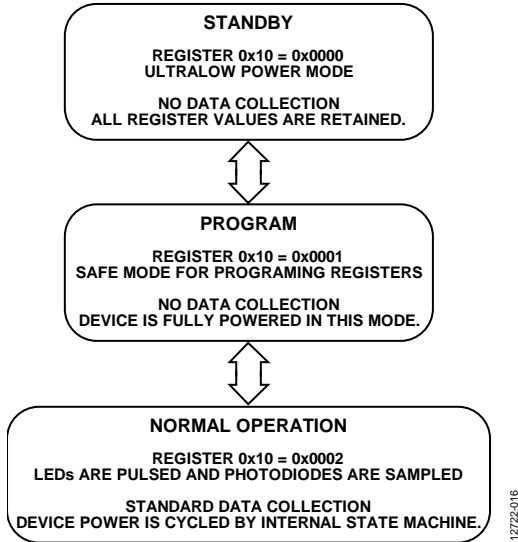 STANDBY
REGISTER 0x10 = 0x0000
ULTRALOW POWER MODE
NO DATA COLLECTION
ALL REGISTER VALUES ARE RETAINED.
PROGRAM
REGISTER 0x10 = 0x0001
SAFE MODE FOR PROGRAMING REGISTERS
NO DATA COLLECTION
DEVICE IS FULLY POWERED IN THIS MODE.
NORMAL OPERATION
REGISTER 0x10 = 0x0002
LEDs ARE PULSED AND PHOTODIODES ARE SAMPLED
STANDARD DATA COLLECTION
DEVICE POWER IS CYCLED BY INTERNAL STATE MACHINE.
12722-016